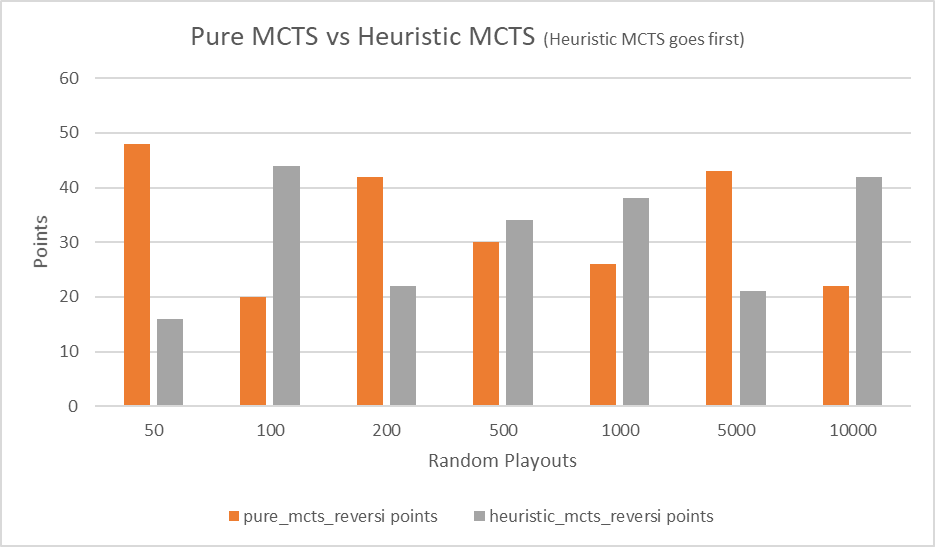 Pure MCTS vs Heuristic MCTS (Heuristic MCTS goes first)
60
50
40
30
20
10
0
Points
50 100 200 500 1000 5000 10000
Random Playouts
pure_mcts_reversi points heuristic_mcts_reversi points